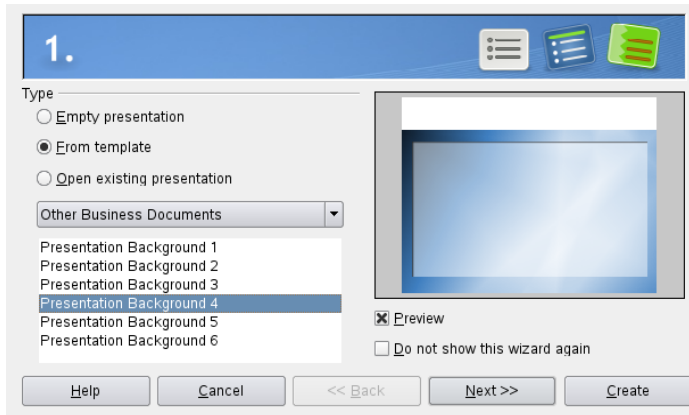 1.
Type
Empty presentation
From template
Open existing presentation
Other Business Documents
Presentation Background 1
Presentation Background 2
Presentation Background 3
Presentation Background 4
Presentation Background 5
Presentation Background 6
Preview
Do not show this wizard again
Help
Cancel
<< Back
Next >>
Create